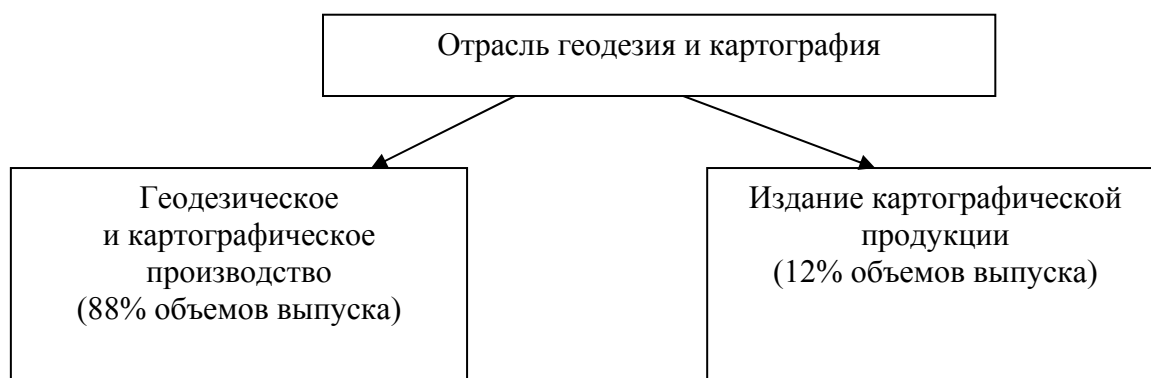 Отрасль геодезия и картография
Геодезическое
и картографическое
производство
(88% объемов выпуска)
Издание картографической
продукции
(12% объемов выпуска)